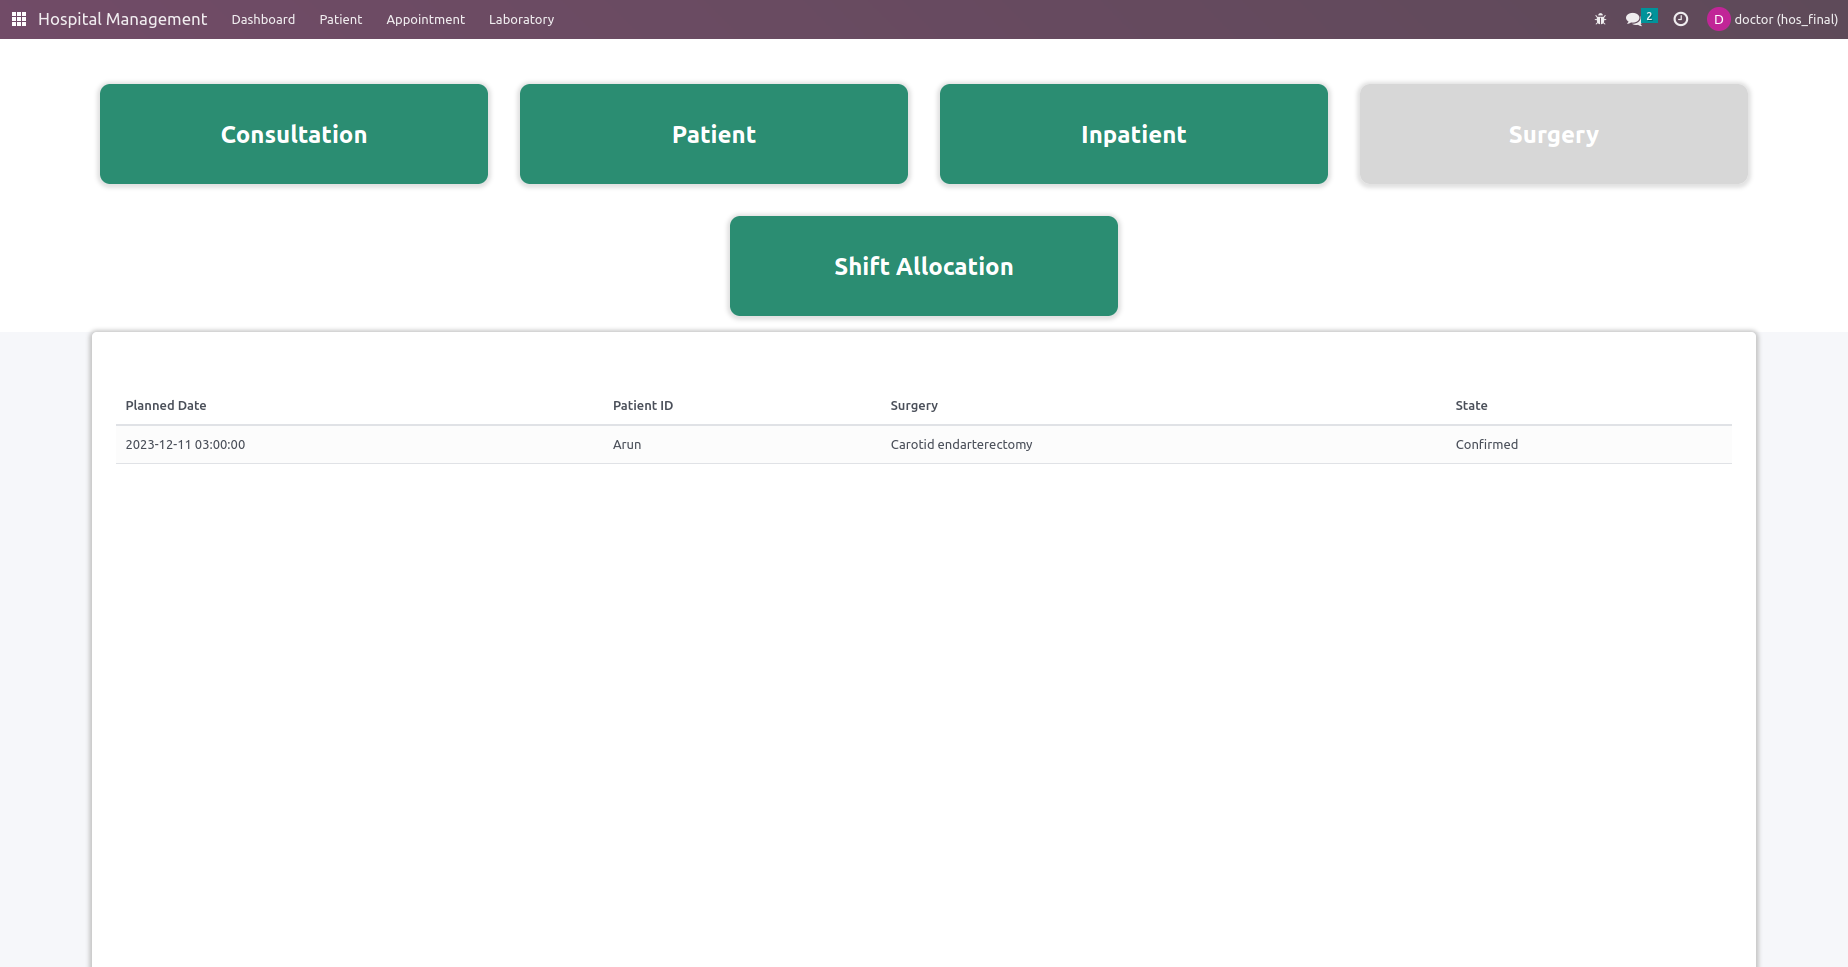 Hospital Management Dashboard Patient Appointment Laboratory 2 D doctor (hos_final)
Consultation Patient Inpatient Surgery
Shift Allocation
Planned Date Patient ID Surgery State
2023-12-11 03:00:00 Arun Carotid endarterectomy Confirmed